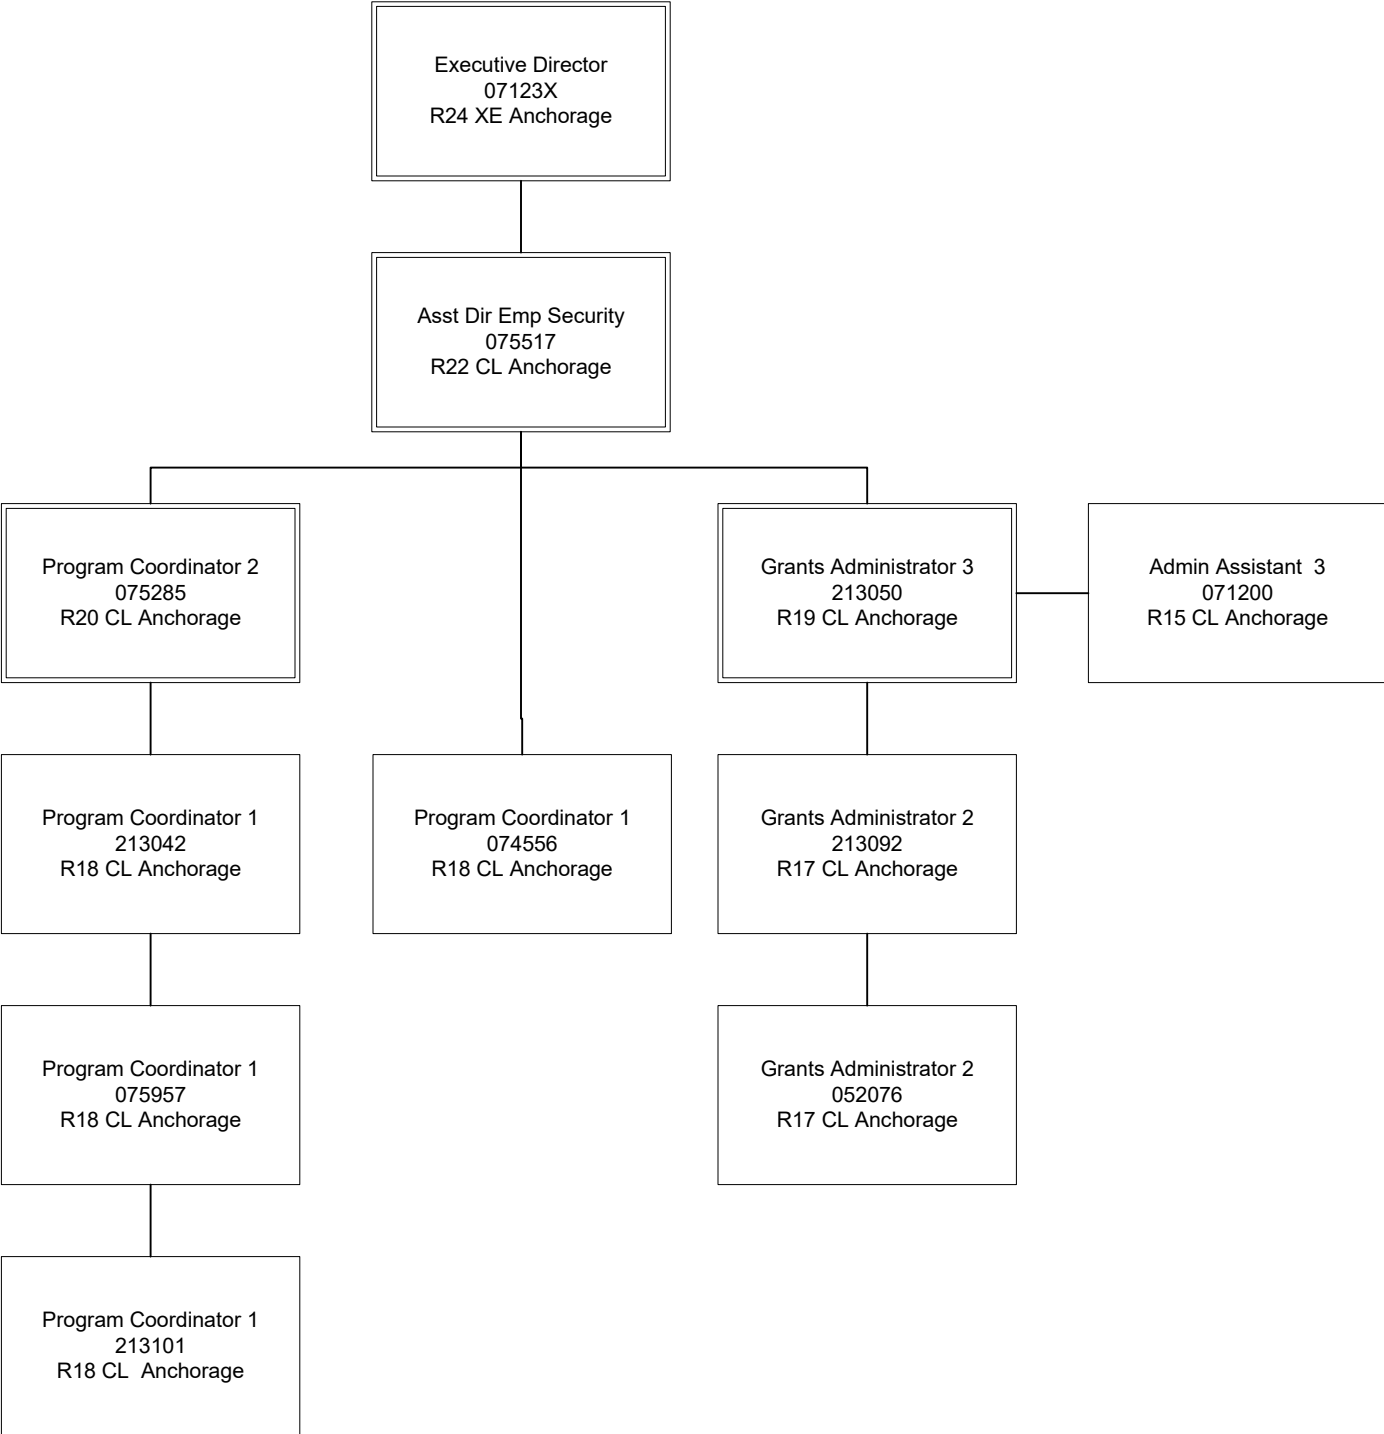 Executive Director
07123X
R24 XE Anchorage
Asst Dir Emp Security
075517
R22 CL Anchorage
Program Coordinator 2
075285
R20 CL Anchorage
Grants Administrator 3
213050
R19 CL Anchorage
Admin Assistant  3
071200
R15 CL Anchorage
Program Coordinator 1
213042
R18 CL Anchorage
Program Coordinator 1
074556
R18 CL Anchorage
Grants Administrator 2
213092
R17 CL Anchorage
Program Coordinator 1
075957
R18 CL Anchorage
Grants Administrator 2
052076
R17 CL Anchorage
Program Coordinator 1
213101
R18 CL  Anchorage